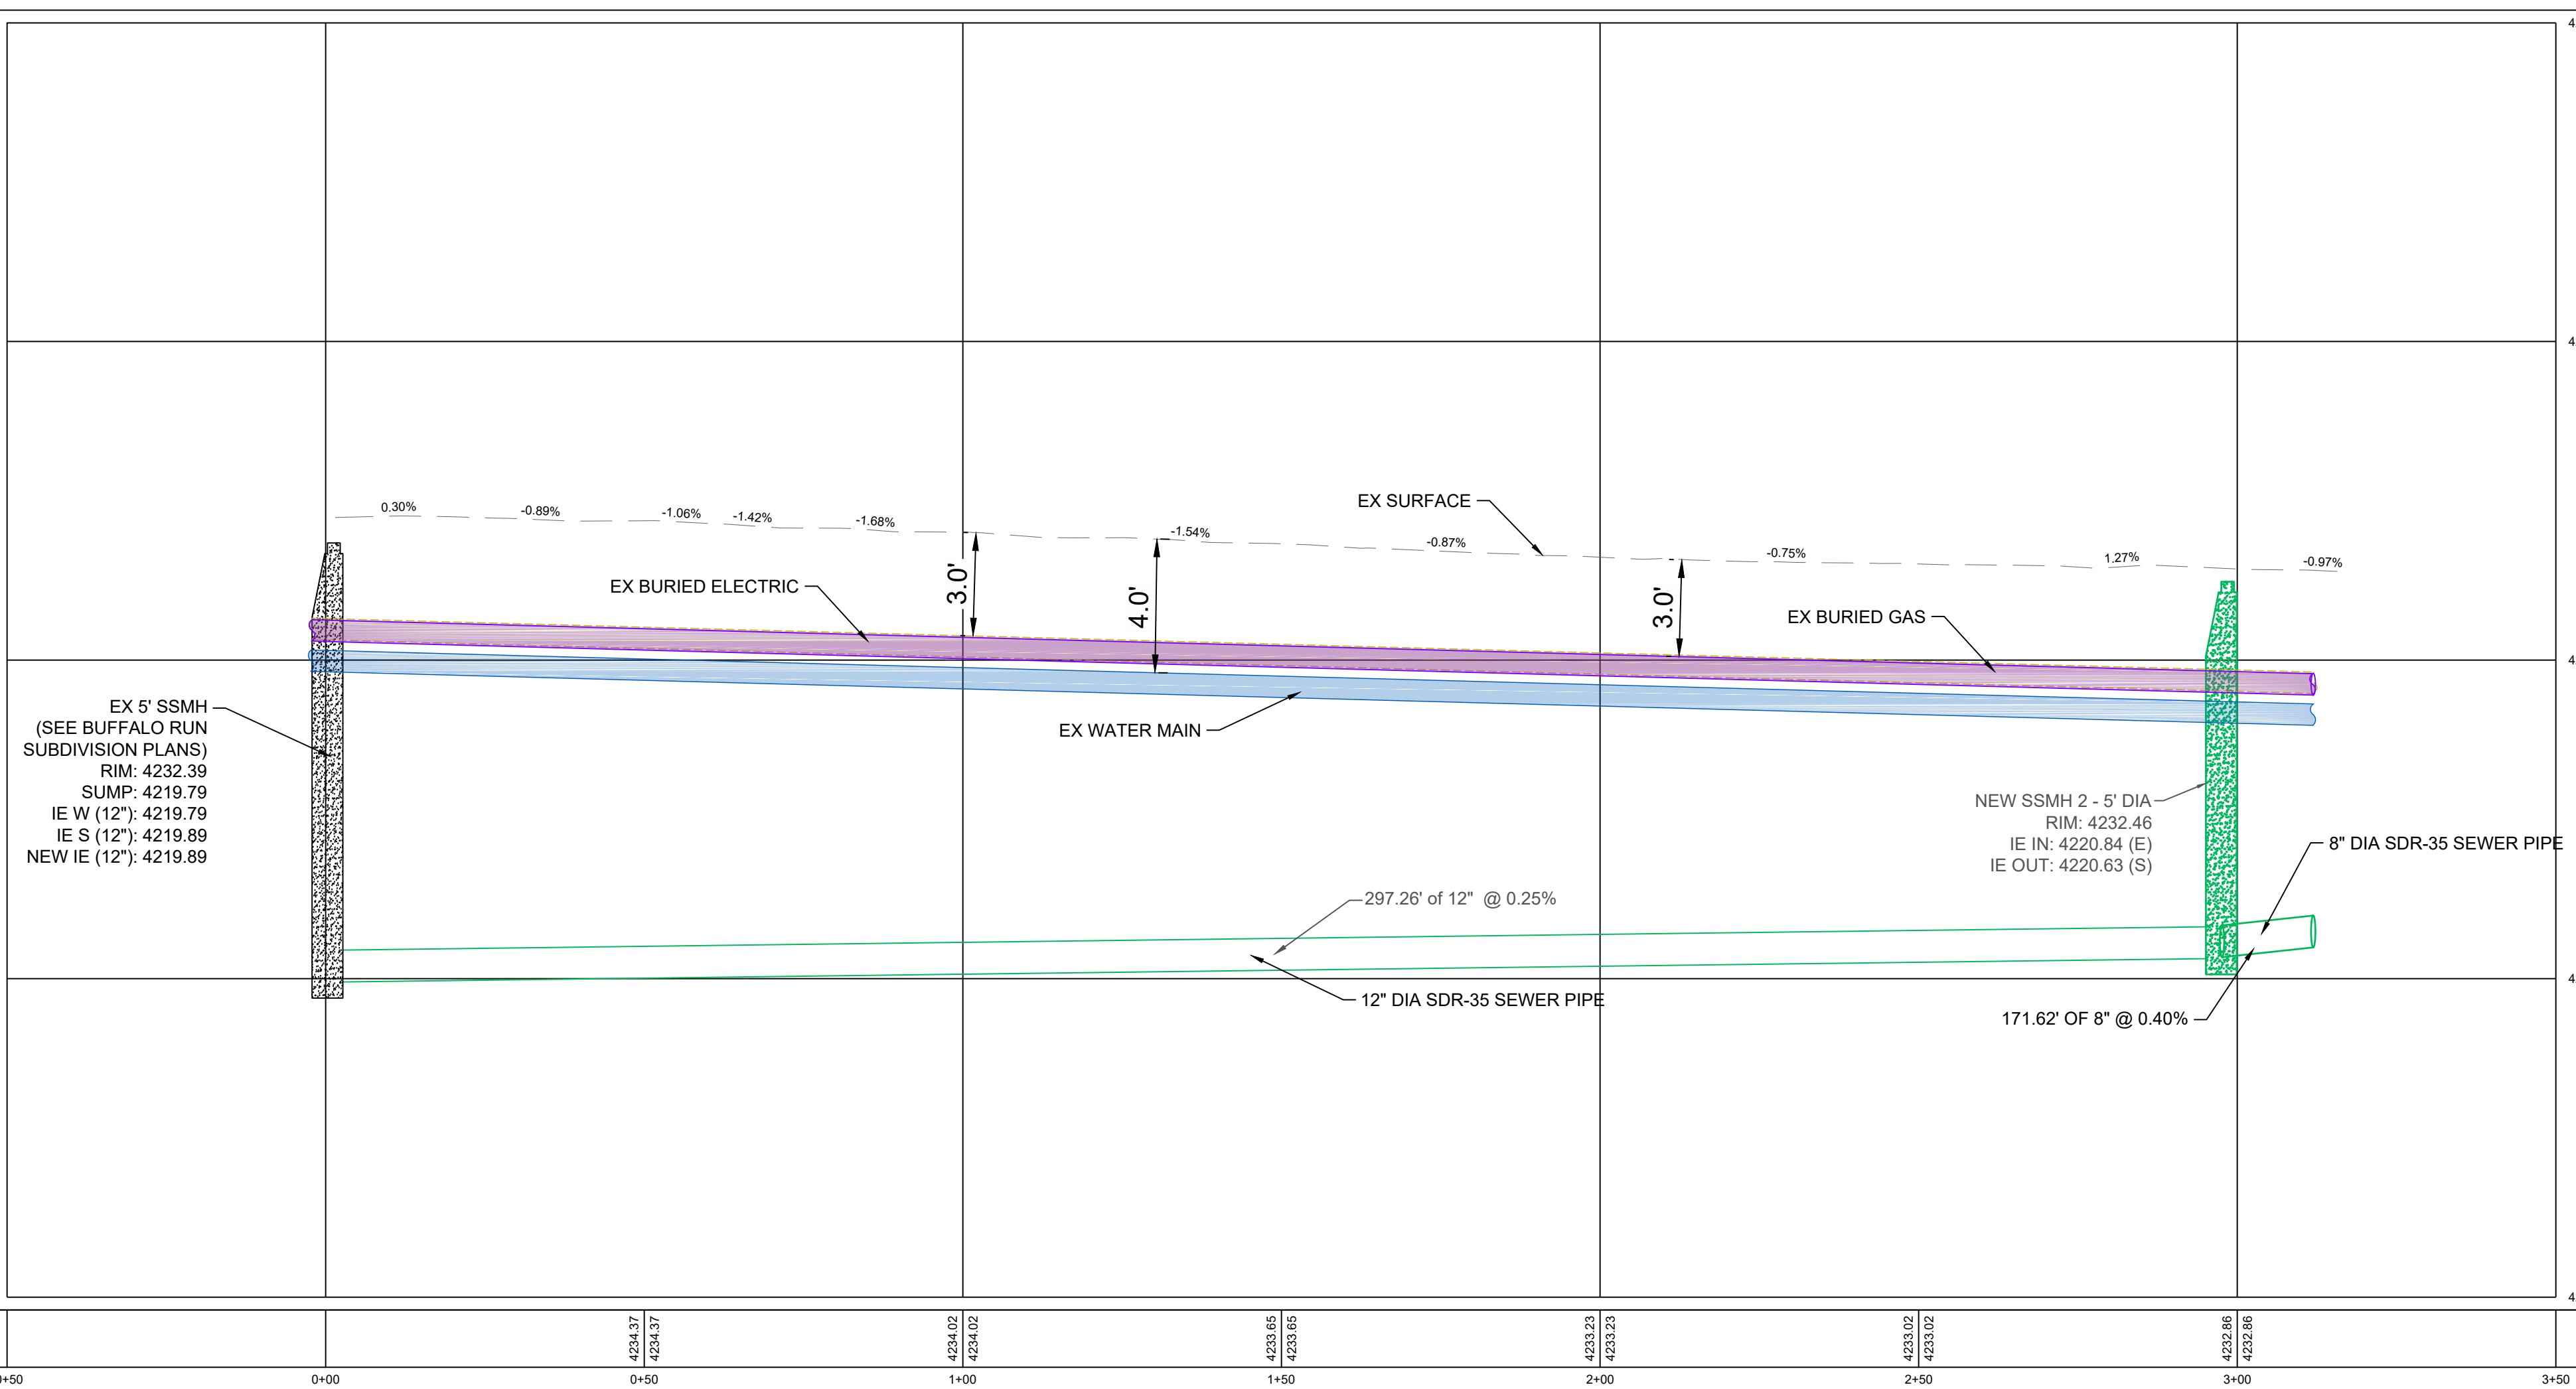 0.30%
-0.89%
-1.06%
-1.42%
-1.68%
-1.54%
-0.87%
-0.75%
1.27%
-0.97%
EX SURFACE
EX BURIED ELECTRIC
3.0'
4.0'
3.0'
EX BURIED GAS
EX WATER MAIN
EX 5' SSMH
(SEE BUFFALO RUN
SUBDIVISION PLANS)
RIM: 4232.39
SUMP: 4219.79
IE W (12"): 4219.79
IE S (12"): 4219.89
NEW IE (12"): 4219.89
NEW SSMH 2 - 5' DIA
RIM: 4232.46
IE IN: 4220.84 (E)
IE OUT: 4220.63 (S)
8" DIA SDR-35 SEWER PIPE
297.26' of 12" @ 0.25%
12" DIA SDR-35 SEWER PIPE
171.62' OF 8" @ 0.40%
4234.37
4234.37
4234.02
4234.02
4233.65
4233.65
4233.23
4233.23
4233.02
4233.02
4232.86
4232.86
+50
0+00
0+50
1+00
1+50
2+00
2+50
3+00
3+50